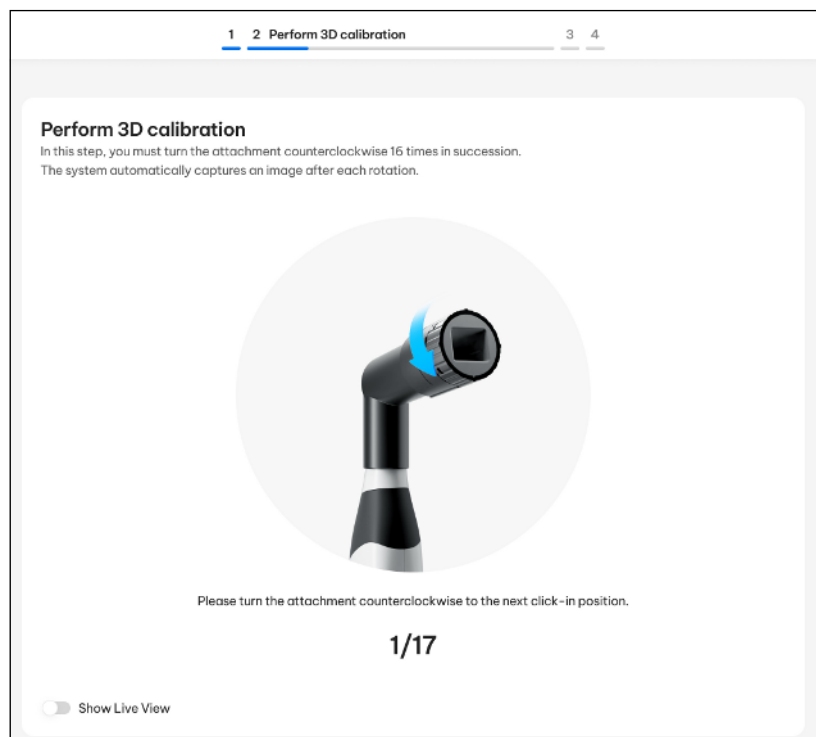 1 2 Perform 3D calibration 3 4
Perform 3D calibration
In this step, you must turn the attachment counterclockwise 16 times in succession.
The system automatically captures an image after each rotation.
Please turn the attachment counterclockwise to the next click-in position.
1/17
Show Live View